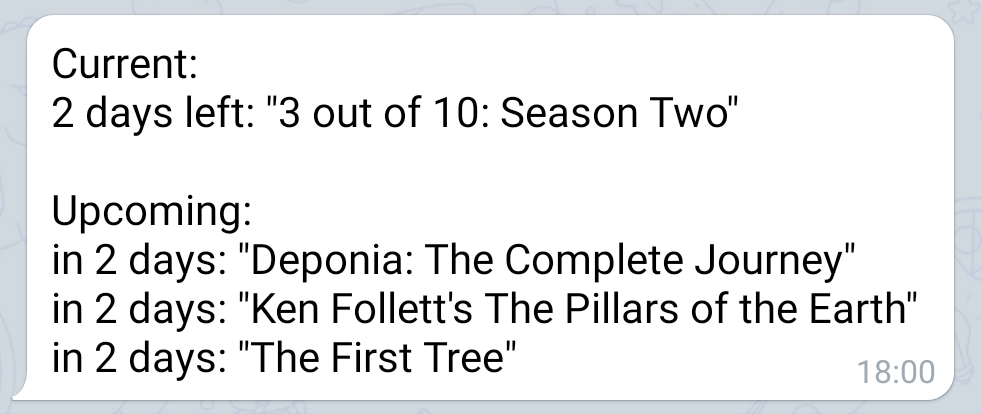 Current:
2 days left: "3 out of 10: Season Two"
Upcoming:
in 2 days: "Deponia: The Complete Journey"
in 2 days: "Ken Follett's The Pillars of the Earth"
in 2 days: "The First Tree"
18:00